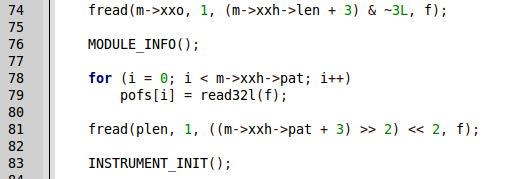 74 fread(m->xxo, 1, (m->xxh->len + 3) & ~3L, f);
75
76 MODULE_INFO();
77
78 for (i = 0; i < m->xxh->pat; i++)
79 pofs[i] = read32l(f);
80
81 fread(plen, 1, ((m->xxh->pat + 3) >> 2) << 2, f);
82
83 INSTRUMENT_INIT();